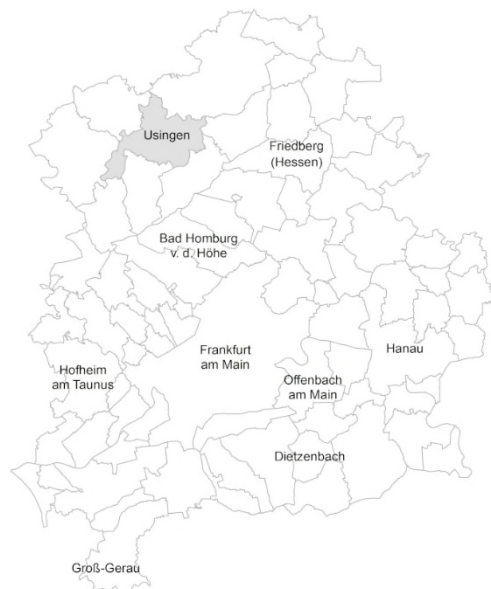 Usingen
Friedberg
(Hessen)
Bad Homburg
v. d. Höhe
Frankfurt
am Main
Hanau
Hofheim
am Taunus
Offenbach
am Main
Dietzenbach
Groß-Gerau